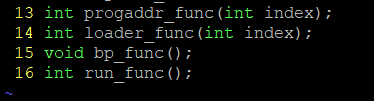 13 int progaddr_func(int index);
14 int loader_func(int index);
15 void bp_func();
16 int run_func();
~